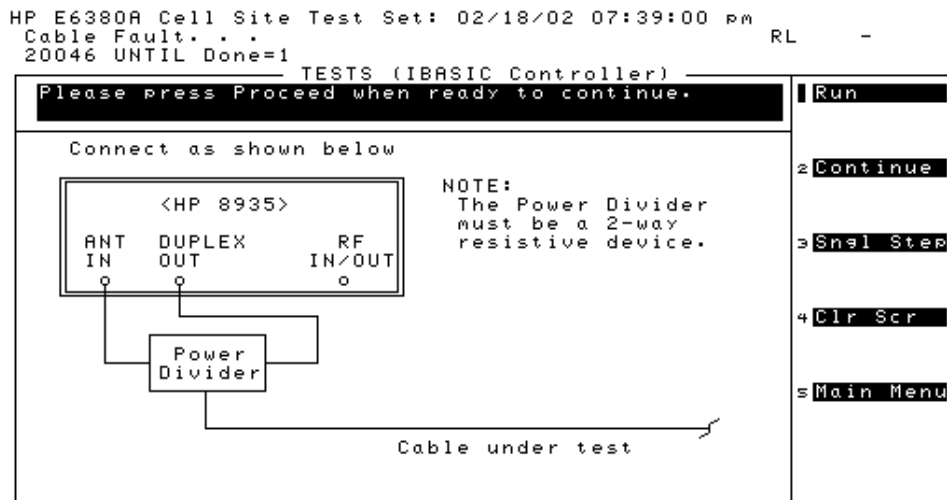 HP E6380A Cell Site Test Set: 02/18/02 07:39:00 pm
Cable Fault. . . RL -
20046 UNTIL Done=1
TESTS (IBASIC Controller)
Please press Proceed when ready to continue.
1 Run
Connect as shown below
2 Continue
<HP 8935>
ANT IN
DUPLEX OUT
RF IN/OUT
NOTE:
The Power Divider
must be a 2-way
resistive device.
3 Sngl Step
4 Clr Scr
Power
Divider
5 Main Menu
Cable under test